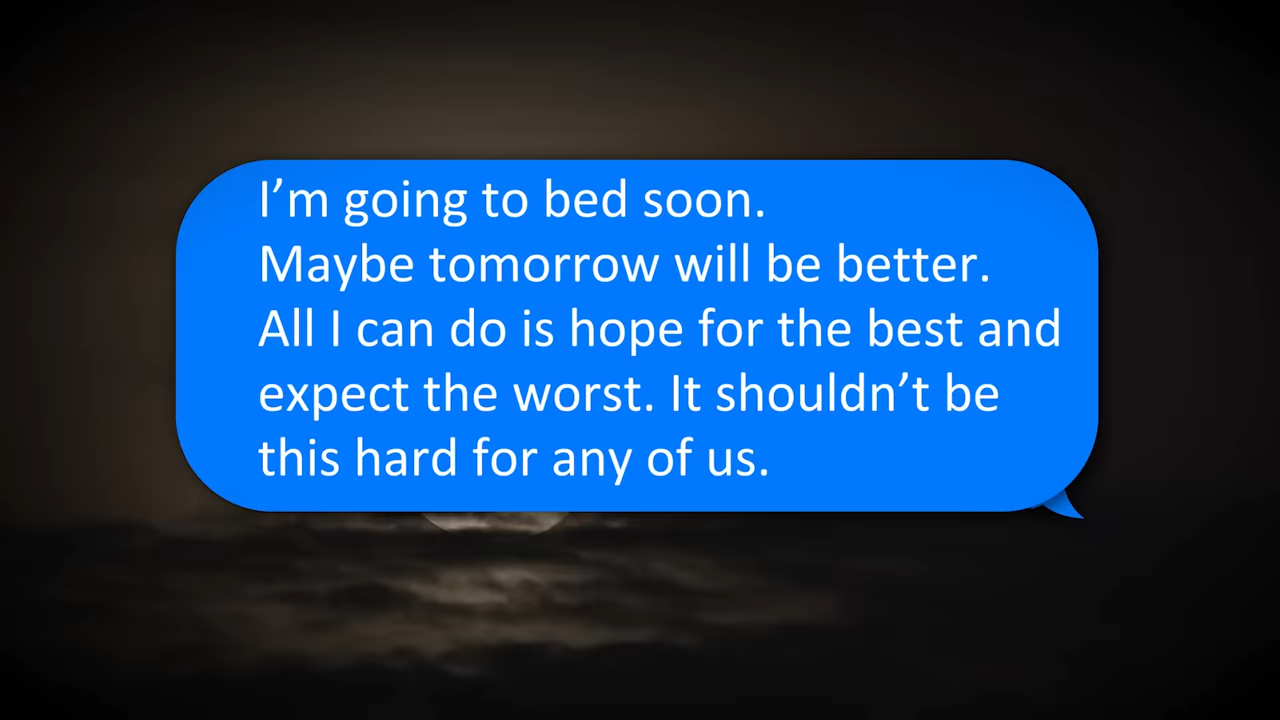 I’m going to bed soon.
Maybe tomorrow will be better.
All I can do is hope for the best and
expect the worst. It shouldn’t be
this hard for any of us.